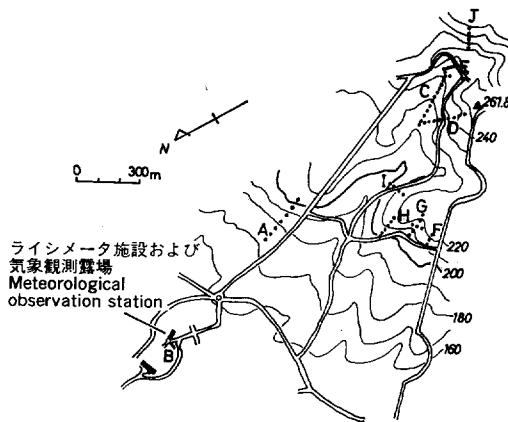 J
E
C
261.8
D
240
N
0 300m
I
G
H
F
A
220
200
ライシメータ施設および
気象観測露場
Meteorological
observation station
180
B
160